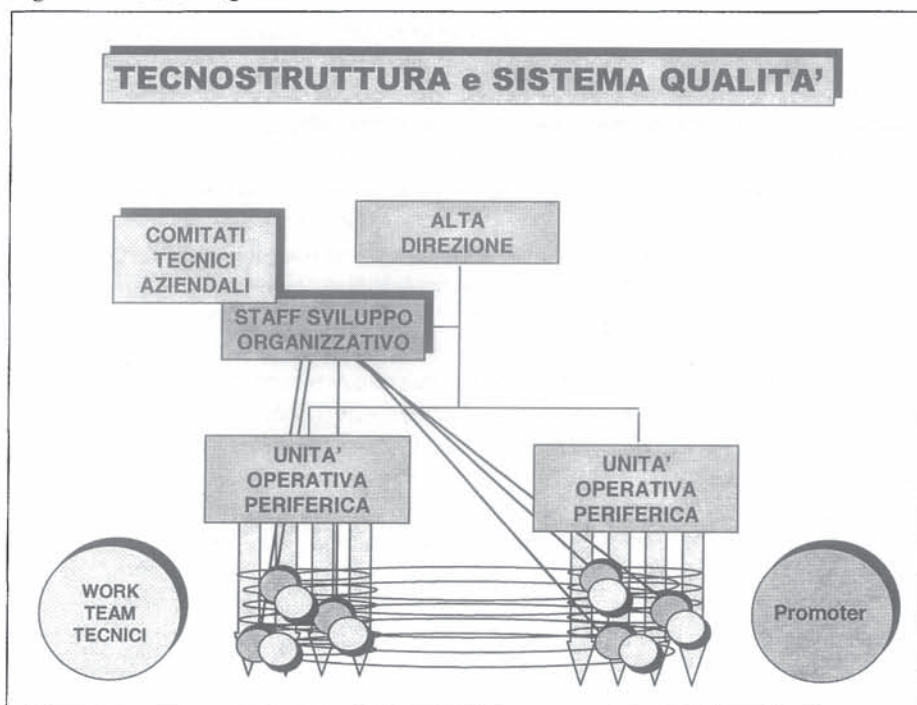 TECNOSTRUTTURA e SISTEMA QUALITA'
ALTA
DIREZIONE
COMITATI
TECNICI
AZIENDALI
STAFF SVILUPPO
ORGANIZZATIVO
UNITA'
OPERATIVA
PERIFERICA
UNITA'
OPERATIVA
PERIFERICA
WORK
TEAM
TECNICI
Promoter